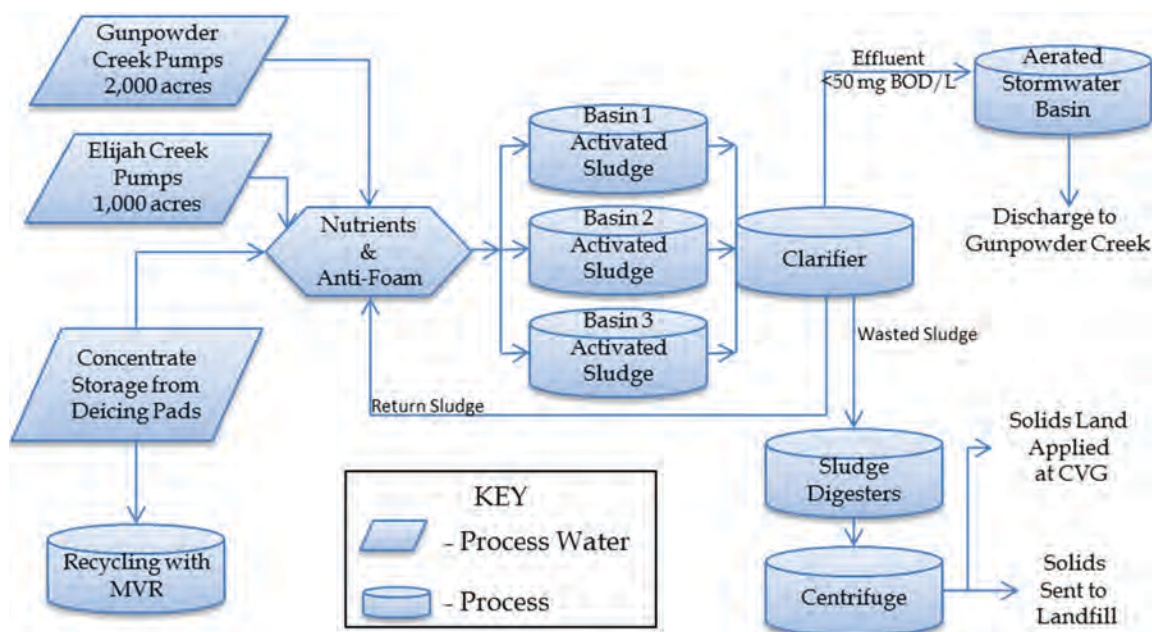 Gunpowder
Creek Pumps
2,000 acres
Elijah Creek
Pumps
1,000 acres
Nutrients
&
Anti-Foam
Concentrate
Storage from
Deicing Pads
Recycling with
MVR
Basin 1
Activated
Sludge
Basin 2
Activated
Sludge
Basin 3
Activated
Sludge
Clarifier
Effluent
<50 mg BOD/L
Aerated
Stormwater
Basin
Discharge to
Gunpowder Creek
Return Sludge
Wasted Sludge
Sludge
Digesters
Centrifuge
Solids Land
Applied
at CVG
Solids
Sent to
Landfill
KEY
- Process Water
- Process